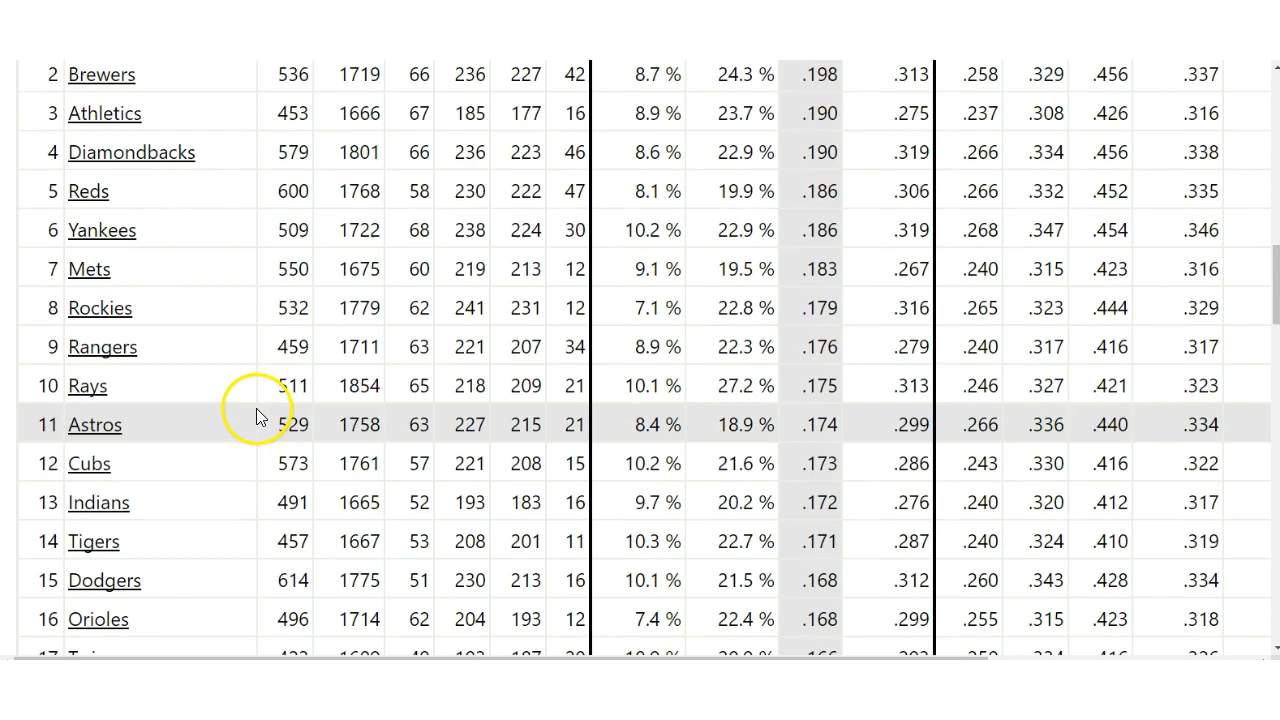 2 Brewers 536 1719 66 236 227 42 8.7 % 24.3 % .198 .313 .258 .329 .456 .337
3 Athletics 453 1666 67 185 177 16 8.9 % 23.7 % .190 .275 .237 .308 .426 .316
4 Diamondbacks 579 1801 66 236 223 46 8.6 % 22.9 % .190 .319 .266 .334 .456 .338
5 Reds 600 1768 58 230 222 47 8.1 % 19.9 % .186 .306 .266 .332 .452 .335
6 Yankees 509 1722 68 238 224 30 10.2 % 22.9 % .186 .319 .268 .347 .454 .346
7 Mets 550 1675 60 219 213 12 9.1 % 19.5 % .183 .267 .240 .315 .423 .316
8 Rockies 532 1779 62 241 231 12 7.1 % 22.8 % .179 .316 .265 .323 .444 .329
9 Rangers 459 1711 63 221 207 34 8.9 % 22.3 % .176 .279 .240 .317 .416 .317
10 Rays 511 1854 65 218 209 21 10.1 % 27.2 % .175 .313 .246 .327 .421 .323
11 Astros 529 1758 63 227 215 21 8.4 % 18.9 % .174 .299 .266 .336 .440 .334
12 Cubs 573 1761 57 221 208 15 10.2 % 21.6 % .173 .286 .243 .330 .416 .322
13 Indians 491 1665 52 193 183 16 9.7 % 20.2 % .172 .276 .240 .320 .412 .317
14 Tigers 457 1667 53 208 201 11 10.3 % 22.7 % .171 .287 .240 .324 .410 .319
15 Dodgers 614 1775 51 230 213 16 10.1 % 21.5 % .168 .312 .260 .343 .428 .334
16 Orioles 496 1714 62 204 193 12 7.4 % 22.4 % .168 .299 .255 .315 .423 .318